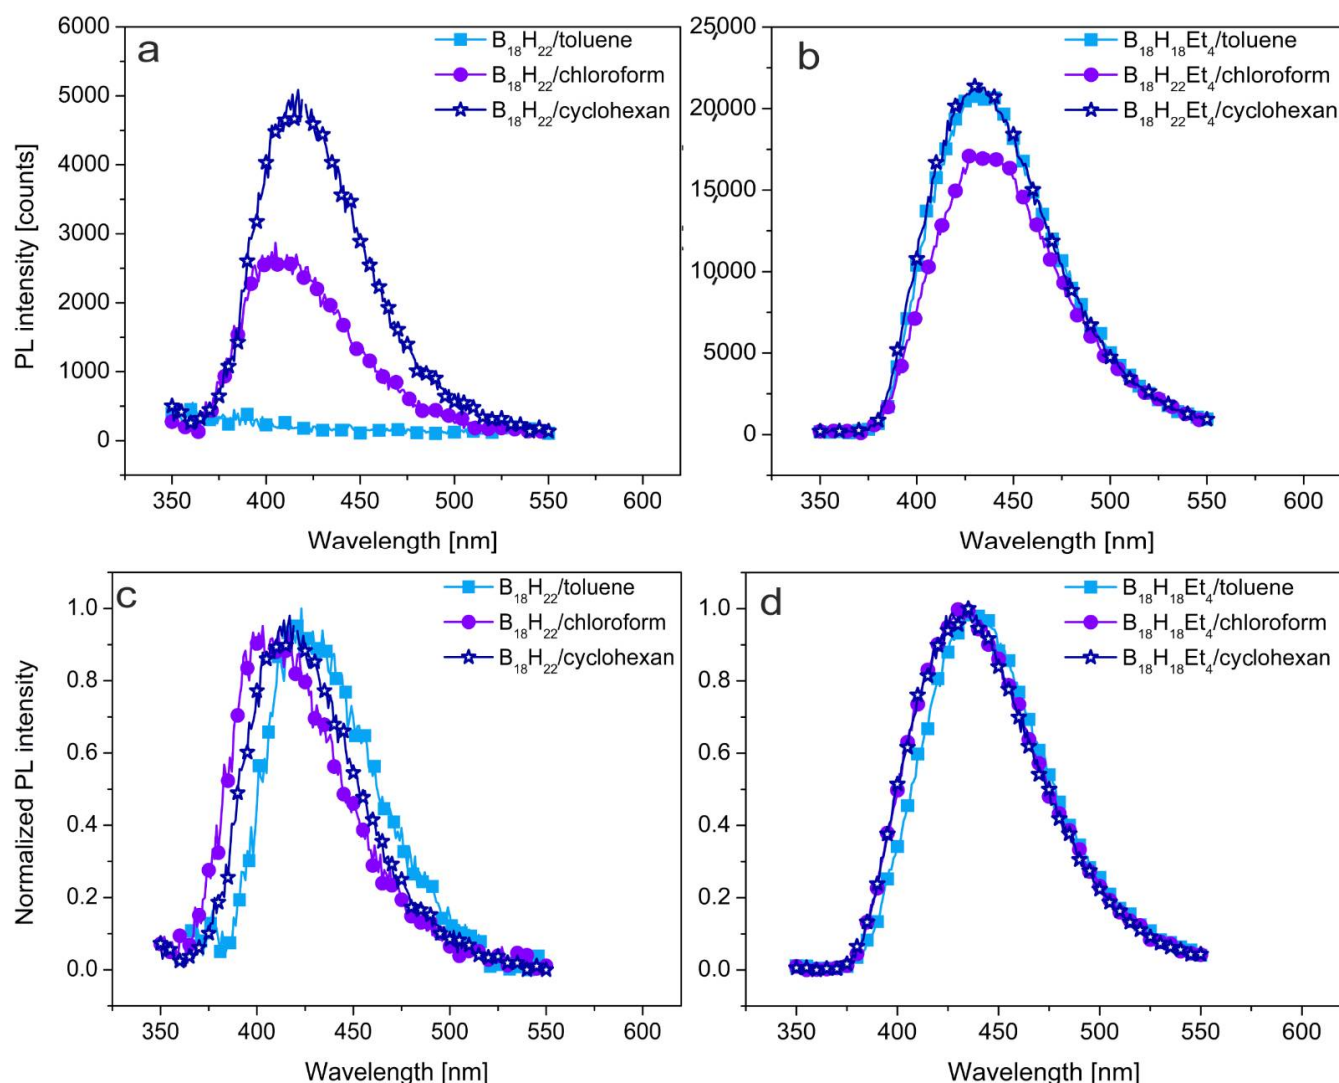 a
B₁₈H₂₂/toluene
B₁₈H₂₂/chloroform
B₁₈H₂₂/cyclohexan
6000
5000
4000
3000
2000
1000
0
PL intensity [counts]
350 400 450 500 550 600
Wavelength [nm]
b
B₁₈H₁₈Et₄/toluene
B₁₈H₂₂Et₄/chloroform
B₁₈H₂₂Et₄/cyclohexan
25000
20000
15000
10000
5000
0
350 400 450 500 550 600
Wavelength [nm]
c
B₁₈H₂₂/toluene
B₁₈H₂₂/chloroform
B₁₈H₂₂/cyclohexan
1.0
0.8
0.6
0.4
0.2
0.0
Normalized PL intensity
350 400 450 500 550 600
Wavelength [nm]
d
B₁₈H₁₈Et₄/toluene
B₁₈H₁₈Et₄/chloroform
B₁₈H₁₈Et₄/cyclohexan
1.0
0.8
0.6
0.4
0.2
0.0
350 400 450 500 550 600
Wavelength [nm]